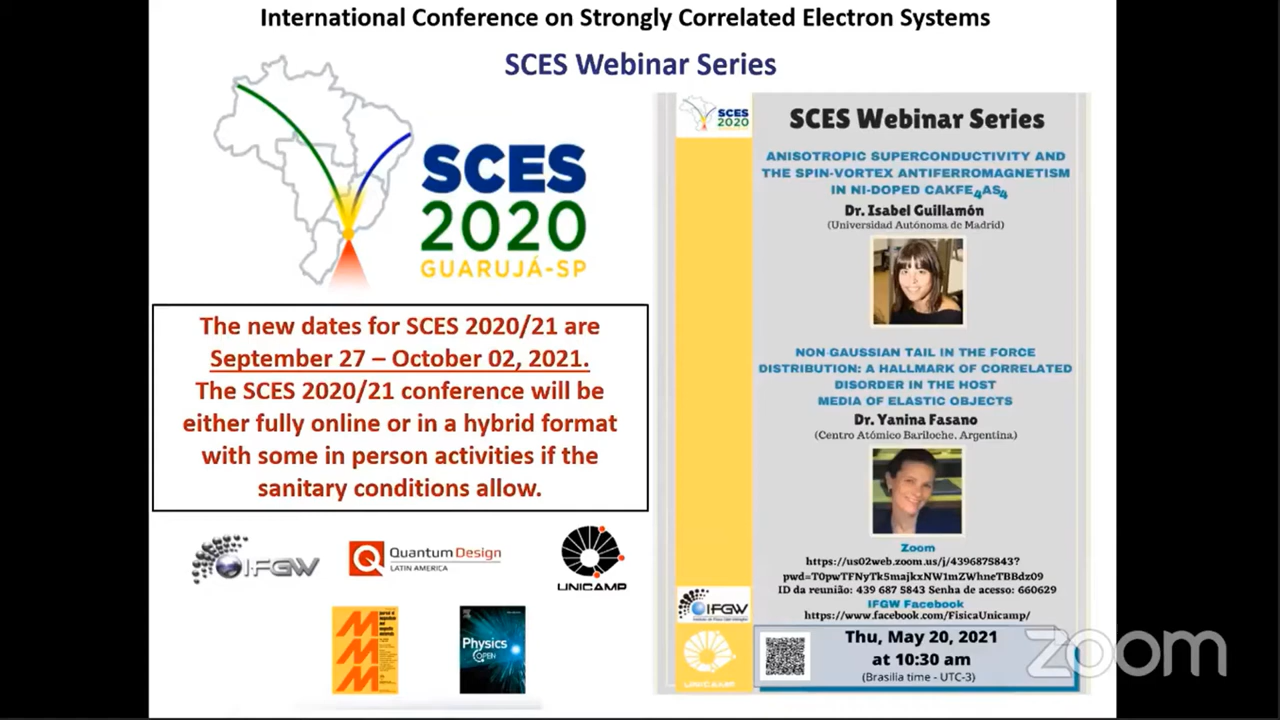 International Conference on Strongly Correlated Electron Systems
SCES Webinar Series
SCES
2020
GUARUJÁ-SP
The new dates for SCES 2020/21 are
September 27 – October 02, 2021.
The SCES 2020/21 conference will be
either fully online or in a hybrid format
with some in person activities if the
sanitary conditions allow.
IFGW
Quantum Design
LATIN AMERICA
UNICAMP
Physics
OPEN
SCES
2020
SCES Webinar Series
ANISOTROPIC SUPERCONDUCTIVITY AND
THE SPIN-VORTEX ANTIFERROMAGNETISM
IN NI-DOPED CAKFE4AS4
Dr. Isabel Guillamón
(Universidad Autónoma de Madrid)
NON-GAUSSIAN TAIL IN THE FORCE
DISTRIBUTION: A HALLMARK OF CORRELATED
DISORDER IN THE HOST
MEDIA OF ELASTIC OBJECTS
Dr. Yanina Fasano
(Centro Atómico Bariloche, Argentina)
Zoom
https://us02web.zoom.us/j/4396875843?
pwd=T0pwTFNyTk5majkxNW1mZWhneTBBdz09
ID da reunião: 439 687 5843 Senha de acesso: 660629
IFGW Facebook
https://www.facebook.com/FisicaUnicamp/
IFGW
UNICAMP
Thu, May 20, 2021
at 10:30 am
(Brasilia time - UTC-3)
zoom